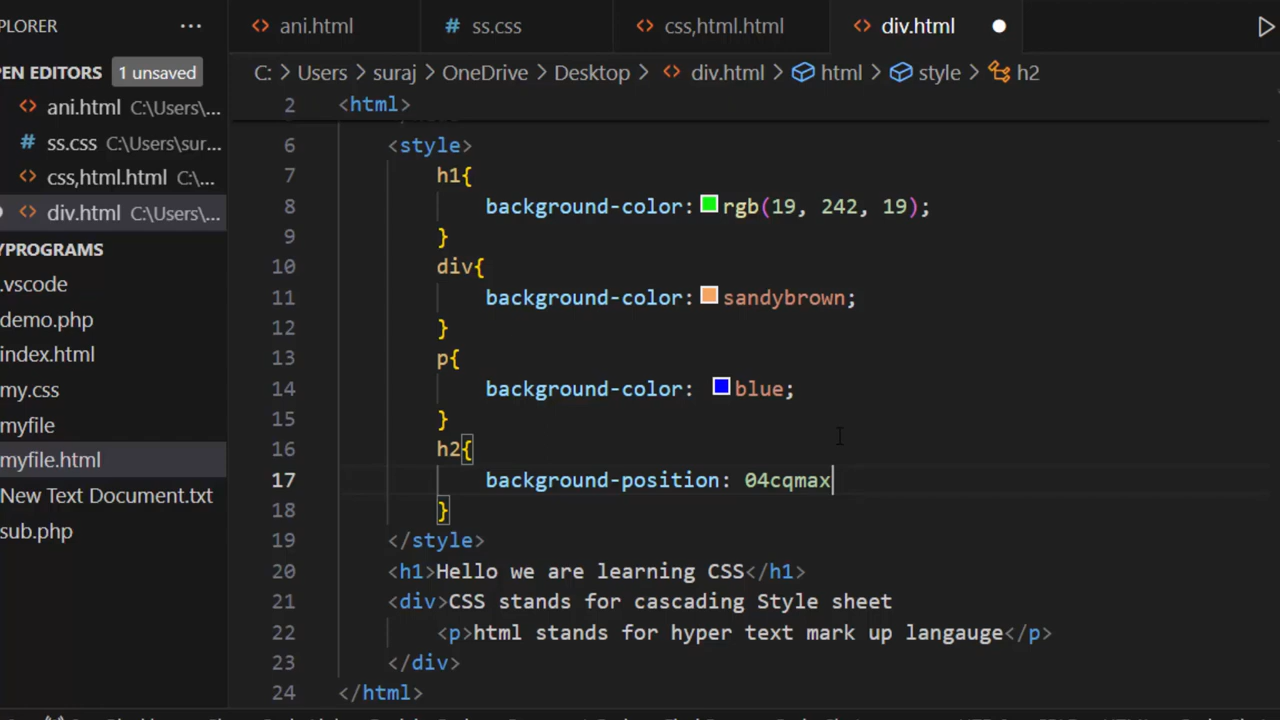 PLORER ...
ani.html ss.css css,html.html div.html
PEN EDITORS 1 unsaved
C: > Users > suraj > OneDrive > Desktop > div.html > html > style > h2
ani.html C:\Users\...
ss.css C:\Users\sur...
css,html.html C:\...
div.html C:\Users\...
YPROGRAMS
.vscode
demo.php
index.html
my.css
myfile
myfile.html
New Text Document.txt
sub.php
2 <html>
6 <style>
7 h1{
8 background-color: rgb(19, 242, 19);
9 }
10 div{
11 background-color: sandybrown;
12 }
13 p{
14 background-color: blue;
15 }
16 h2{
17 background-position: 04cqmax
18 }
19 </style>
20 <h1>Hello we are learning CSS</h1>
21 <div>CSS stands for cascading Style sheet
22 <p>html stands for hyper text mark up langauge</p>
23 </div>
24 </html>